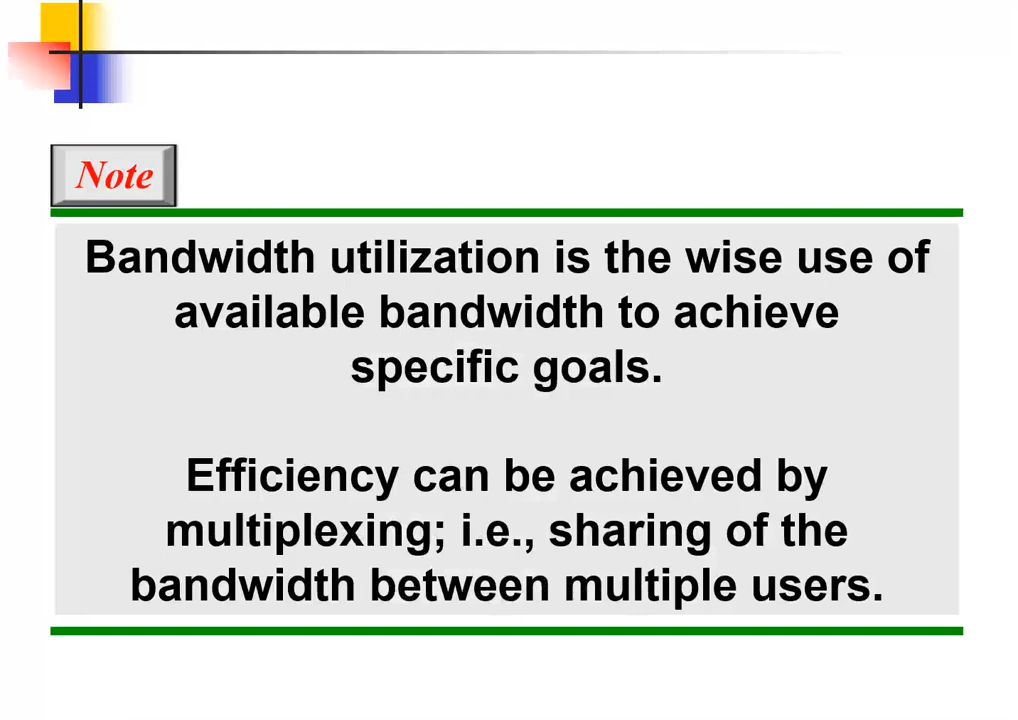 Note
Bandwidth utilization is the wise use of
available bandwidth to achieve
specific goals.
Efficiency can be achieved by
multiplexing; i.e., sharing of the
bandwidth between multiple users.